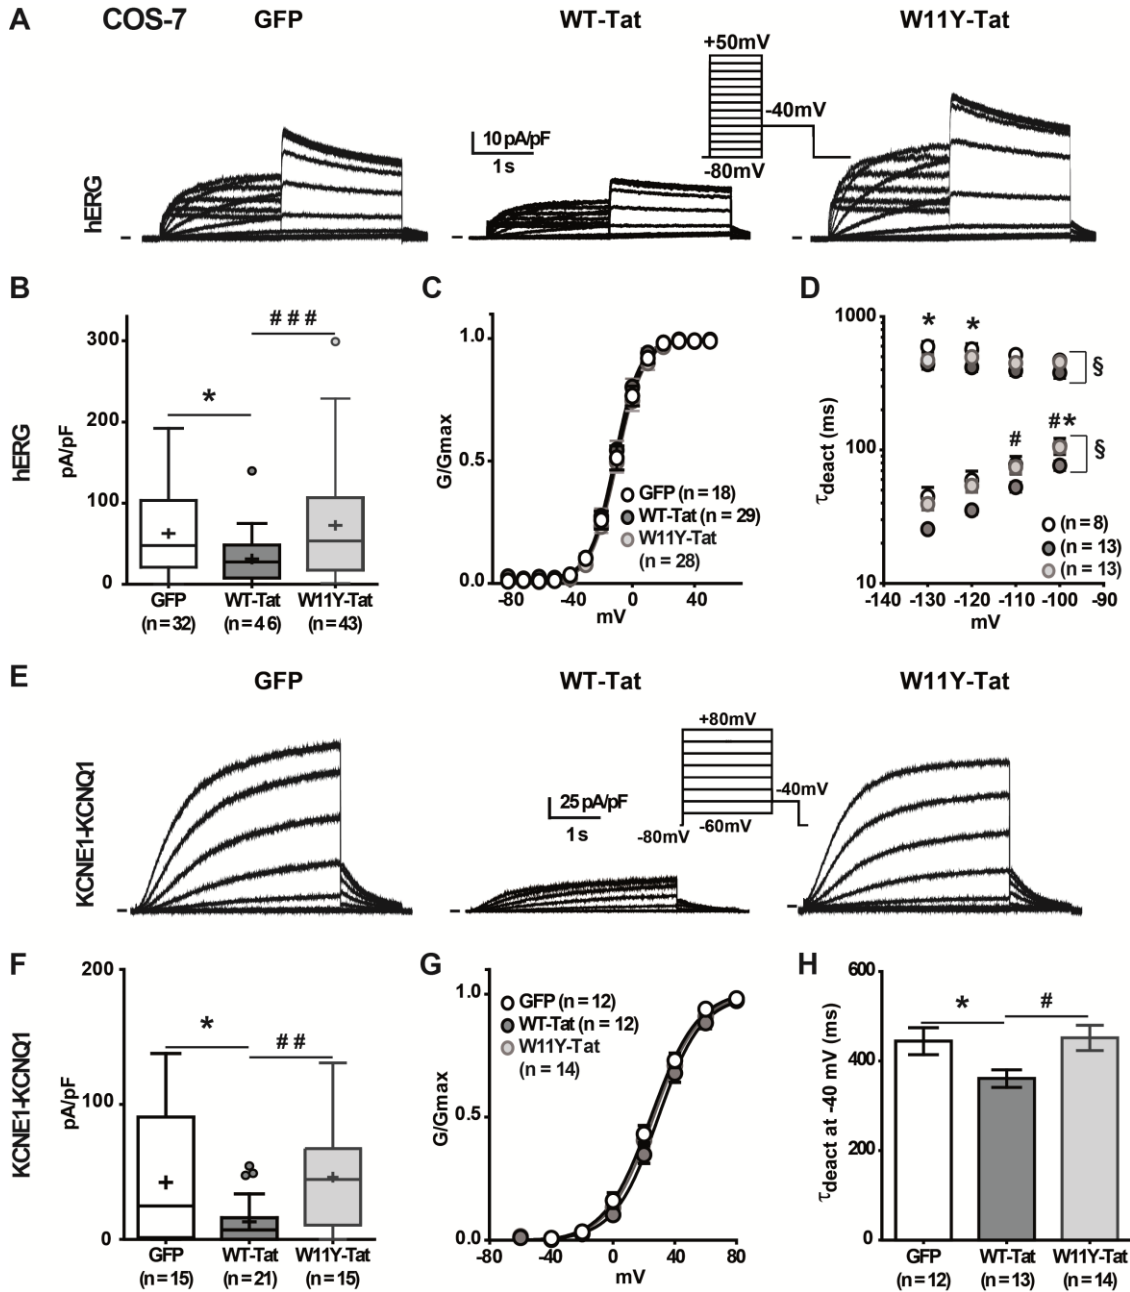 A COS-7 GFP WT-Tat W11Y-Tat
+50mV
-40mV
-80mV
10 pA/pF
1 s
hERG
B
# # #
*
300
200
100
0
pA/pF
hERG
GFP WT-Tat W11Y-Tat
(n = 32) (n = 46) (n = 43)
C
1.0
0.5
0.0
G/Gmax
GFP (n = 18)
WT-Tat (n = 29)
W11Y-Tat
(n = 28)
-80 -40 0 40
mV
D
1000
100
10
τdeact (ms)
* *
§
# #*
§
(n = 8)
(n = 13)
(n = 13)
-140 -130 -120 -110 -100 -90
mV
E GFP WT-Tat W11Y-Tat
+80mV
-40mV
-80mV
-60mV
25 pA/pF
1 s
KCNE1-KCNQ1
F
200
100
0
pA/pF
KCNE1-KCNQ1
* # #
GFP WT-Tat W11Y-Tat
(n = 15) (n = 21) (n = 15)
G
1.0
0.5
0.0
G/Gmax
GFP (n = 12)
WT-Tat (n = 12)
W11Y-Tat
(n = 14)
-80 -40 0 40 80
mV
H
600
400
200
0
τdeact at -40 mV (ms)
* #
GFP WT-Tat W11Y-Tat
(n = 12) (n = 13) (n = 14)